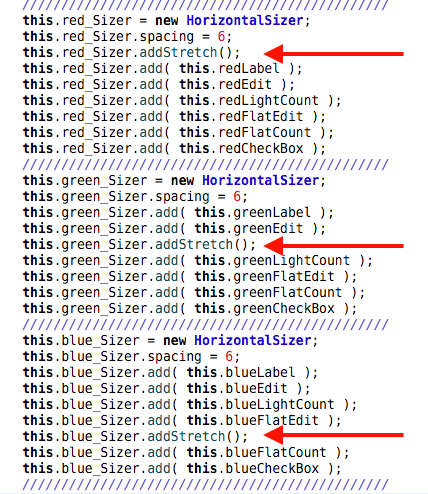 ////////////////////////////////////////////////
this.red_Sizer = new HorizontalSizer;
this.red_Sizer.spacing = 6;
this.red_Sizer.addStretch();
this.red_Sizer.add( this.redLabel );
this.red_Sizer.add( this.redEdit );
this.red_Sizer.add( this.redLightCount );
this.red_Sizer.add( this.redFlatEdit );
this.red_Sizer.add( this.redFlatCount );
this.red_Sizer.add( this.redCheckBox );
////////////////////////////////////////////////
this.green_Sizer = new HorizontalSizer;
this.green_Sizer.spacing = 6;
this.green_Sizer.add( this.greenLabel );
this.green_Sizer.add( this.greenEdit );
this.green_Sizer.addStretch();
this.green_Sizer.add( this.greenLightCount );
this.green_Sizer.add( this.greenFlatEdit );
this.green_Sizer.add( this.greenFlatCount );
this.green_Sizer.add( this.greenCheckBox );
////////////////////////////////////////////////
this.blue_Sizer = new HorizontalSizer;
this.blue_Sizer.spacing = 6;
this.blue_Sizer.add( this.blueLabel );
this.blue_Sizer.add( this.blueEdit );
this.blue_Sizer.add( this.blueLightCount );
this.blue_Sizer.add( this.blueFlatEdit );
this.blue_Sizer.addStretch();
this.blue_Sizer.add( this.blueFlatCount );
this.blue_Sizer.add( this.blueCheckBox );
////////////////////////////////////////////////